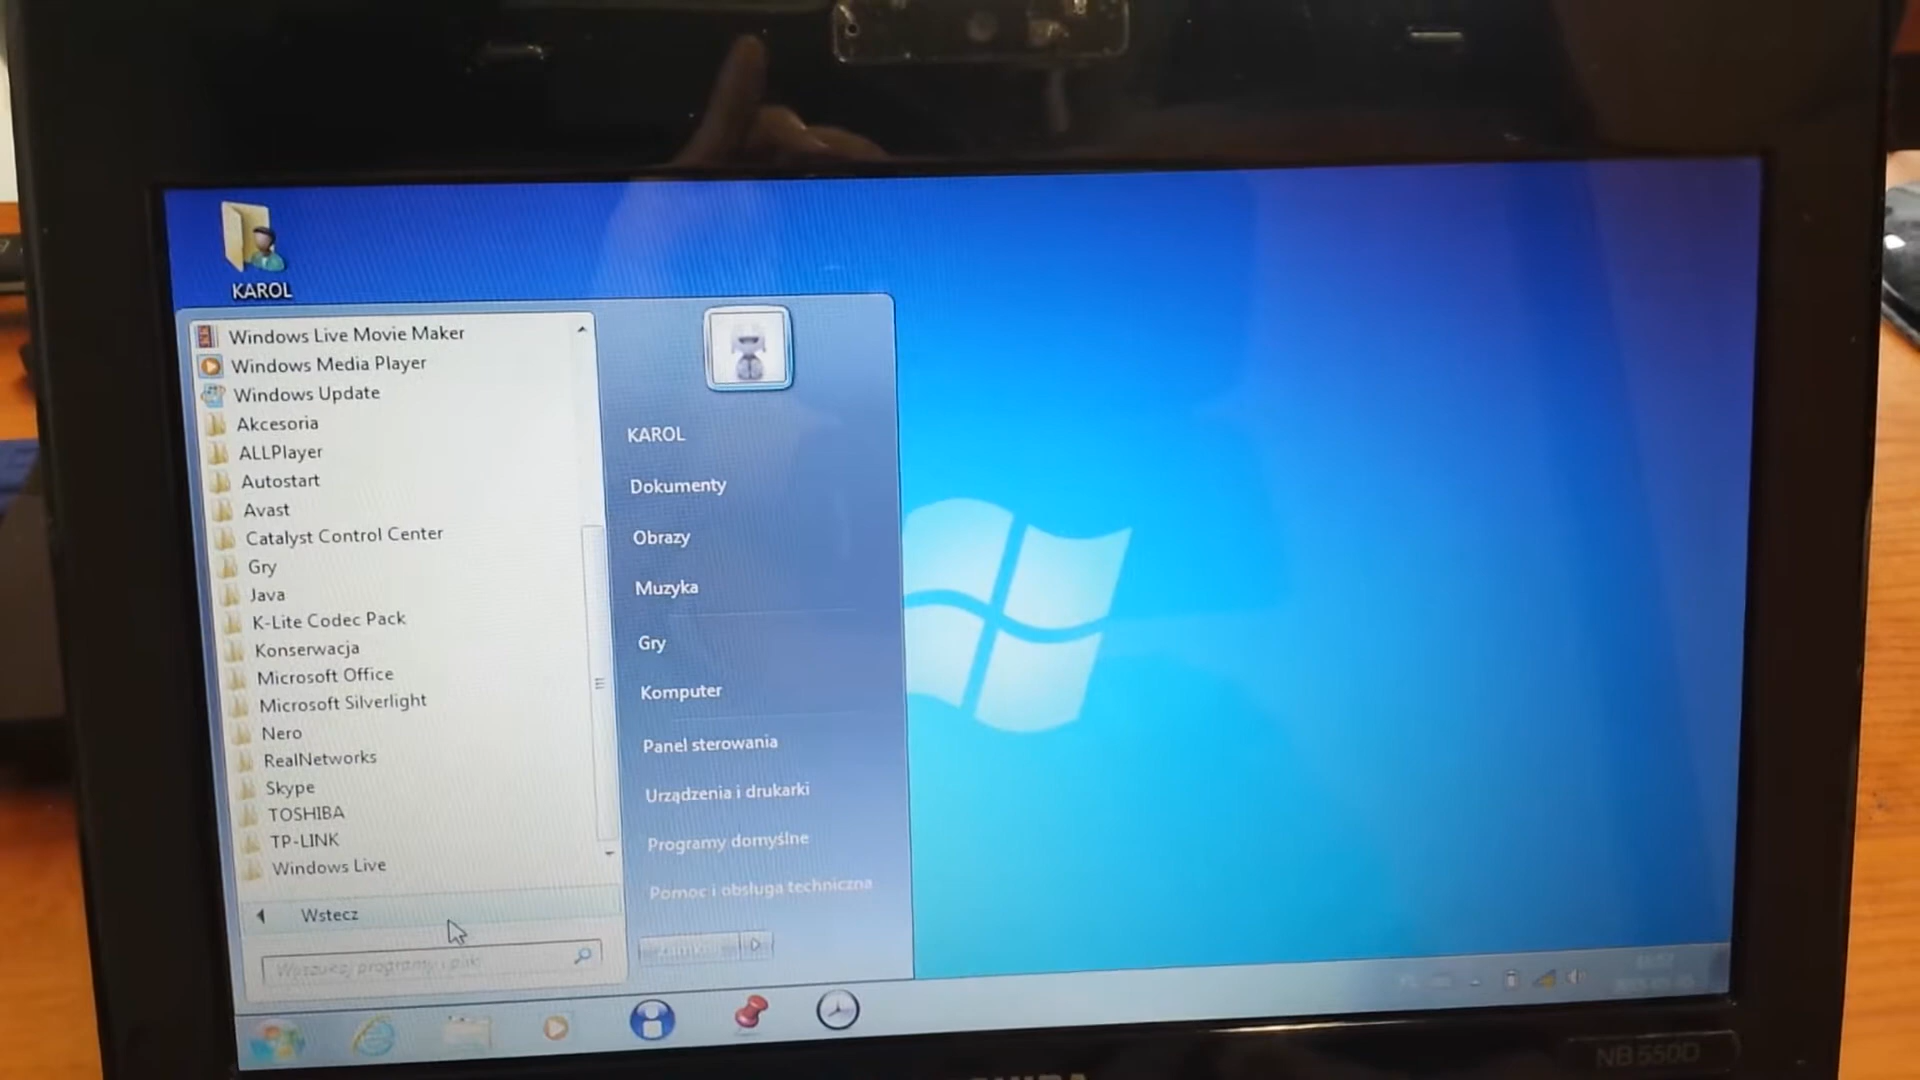 KAROL
Windows Live Movie Maker
Windows Media Player
Windows Update
Akcesoria
ALLPlayer
Autostart
Avast
Catalyst Control Center
Gry
Java
K-Lite Codec Pack
Konserwacja
Microsoft Office
Microsoft Silverlight
Nero
RealNetworks
Skype
TOSHIBA
TP-LINK
Windows Live
Wstecz
Wyszukaj programy i pliki
KAROL
Dokumenty
Obrazy
Muzyka
Gry
Komputer
Panel sterowania
Urządzenia i drukarki
Programy domyślne
Pomoc i obsługa techniczna
NB550D